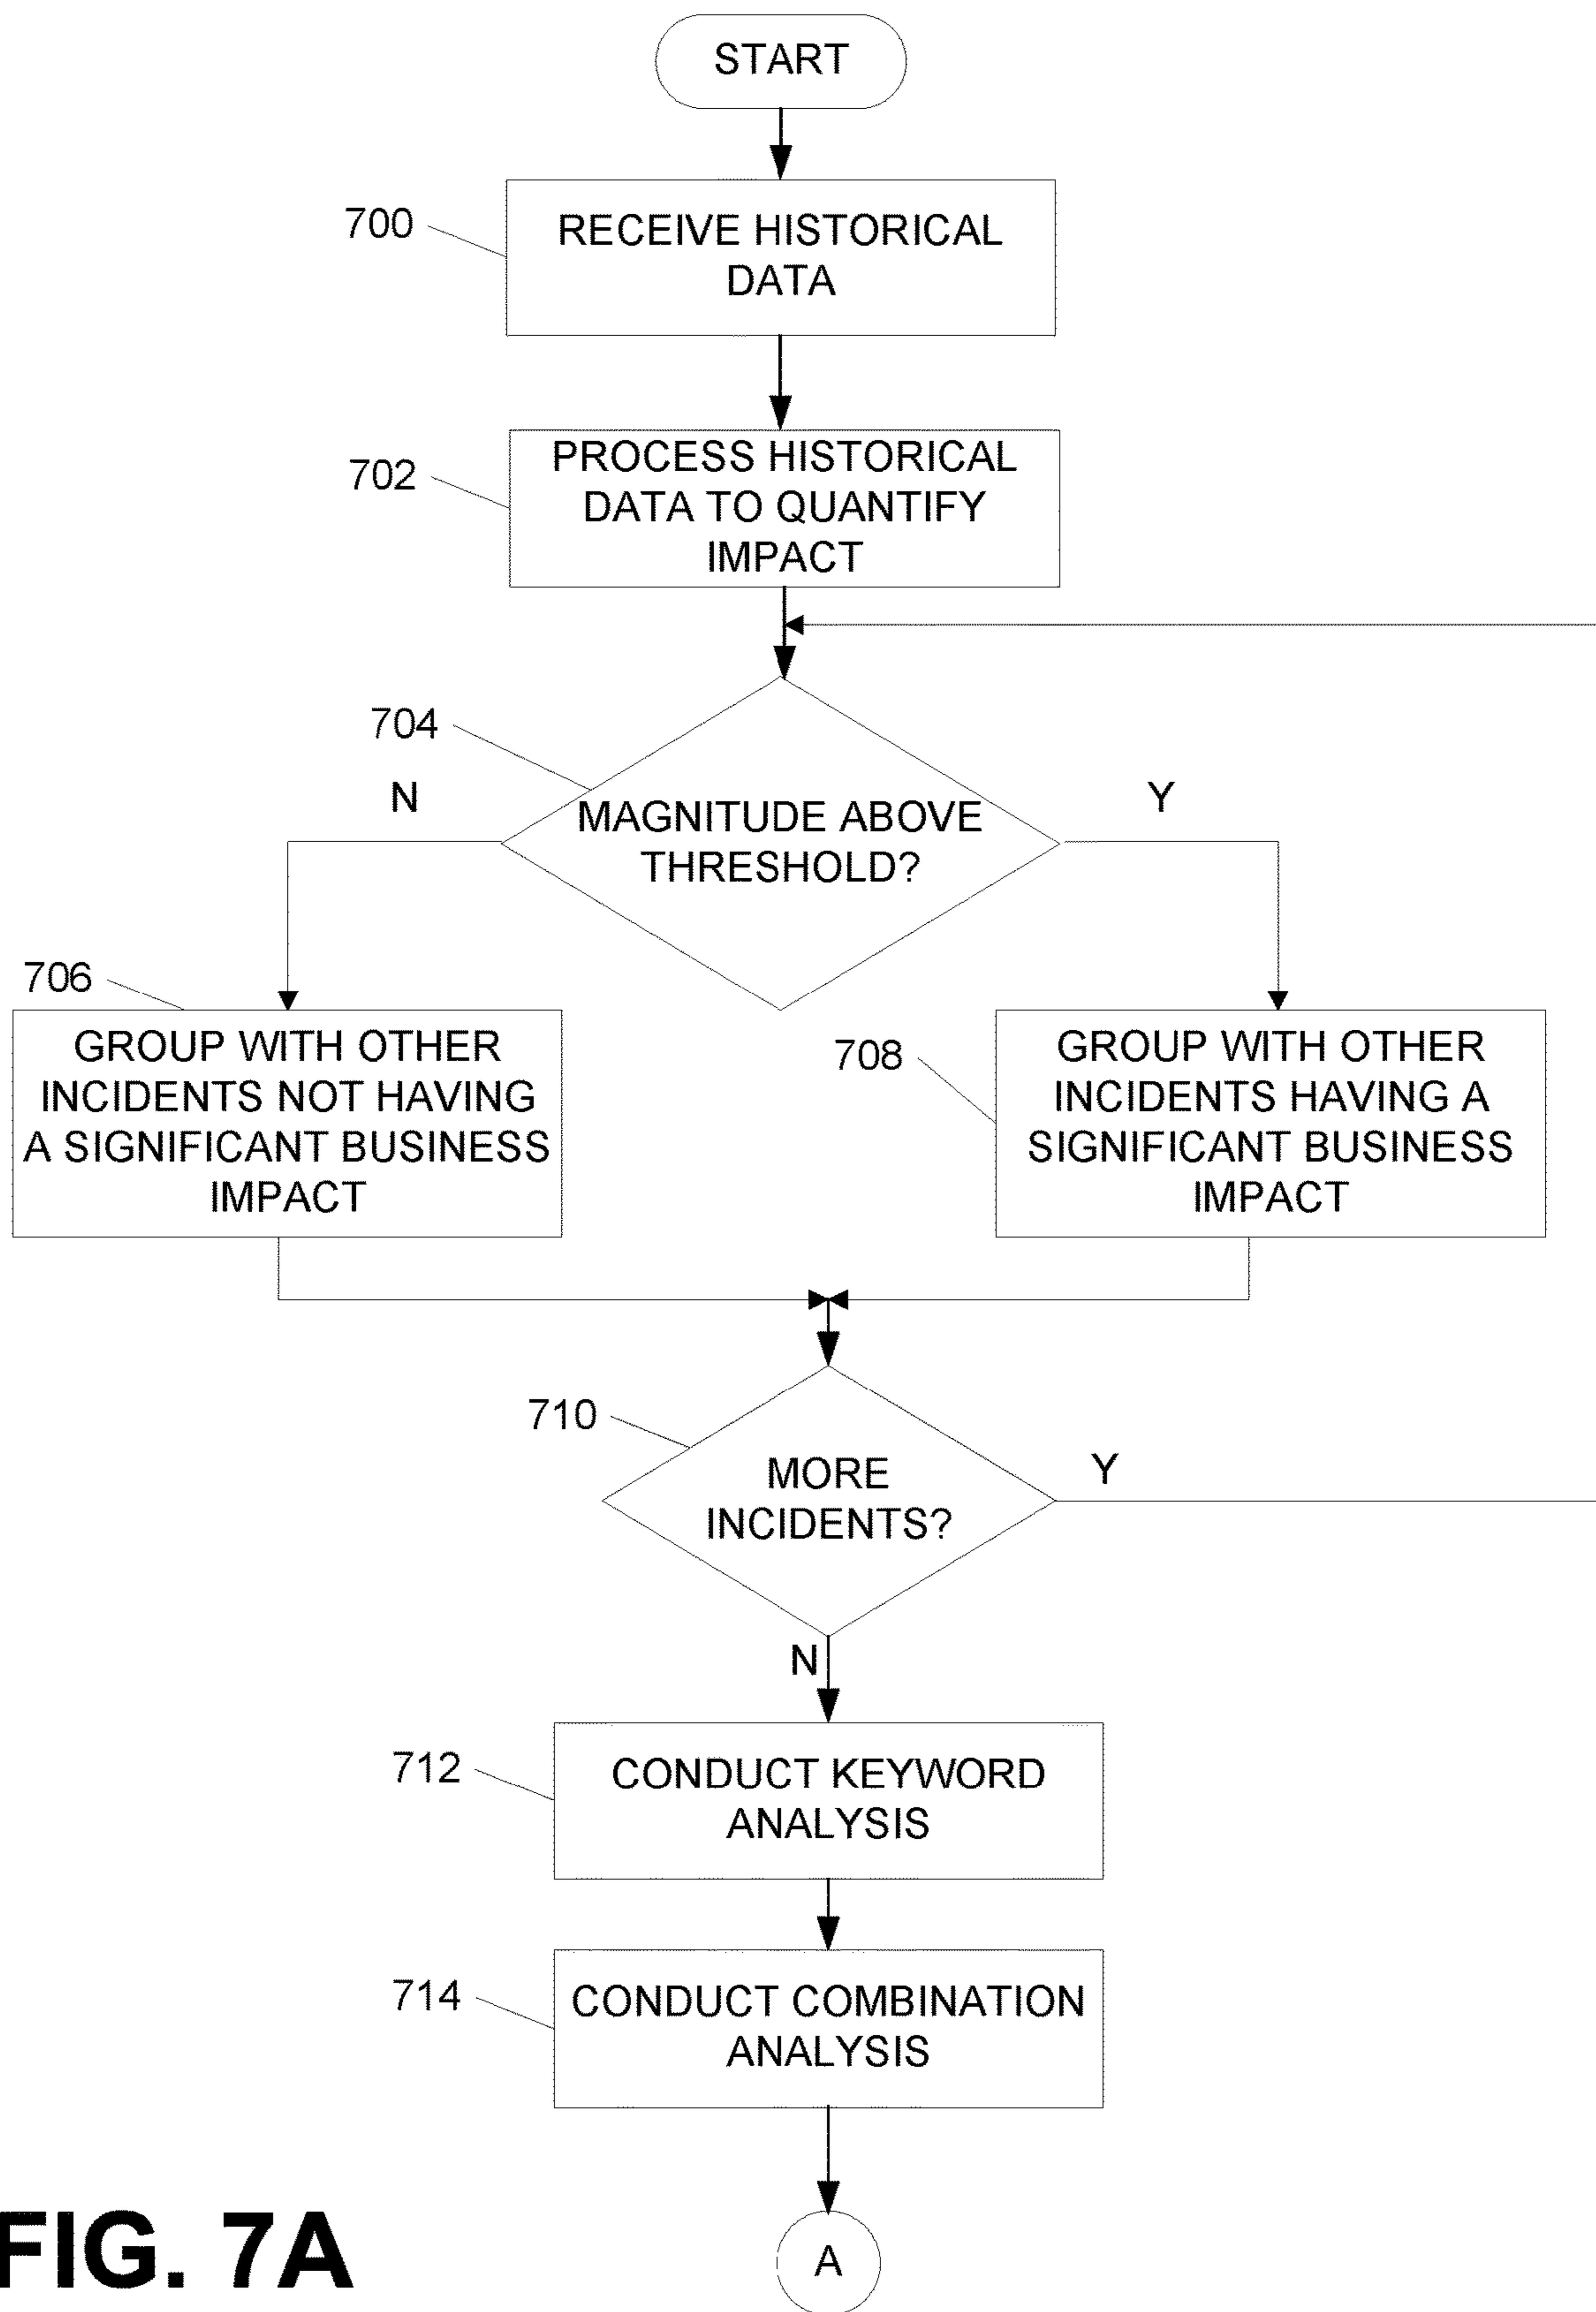 START
700
RECEIVE HISTORICAL
DATA
702
PROCESS HISTORICAL
DATA TO QUANTIFY
IMPACT
704
N
Y
MAGNITUDE ABOVE
THRESHOLD?
706
GROUP WITH OTHER
INCIDENTS NOT HAVING
A SIGNIFICANT BUSINESS
IMPACT
708
GROUP WITH OTHER
INCIDENTS HAVING A
SIGNIFICANT BUSINESS
IMPACT
710
MORE
INCIDENTS?
Y
N
712
CONDUCT KEYWORD
ANALYSIS
714
CONDUCT COMBINATION
ANALYSIS
A
FIG. 7A